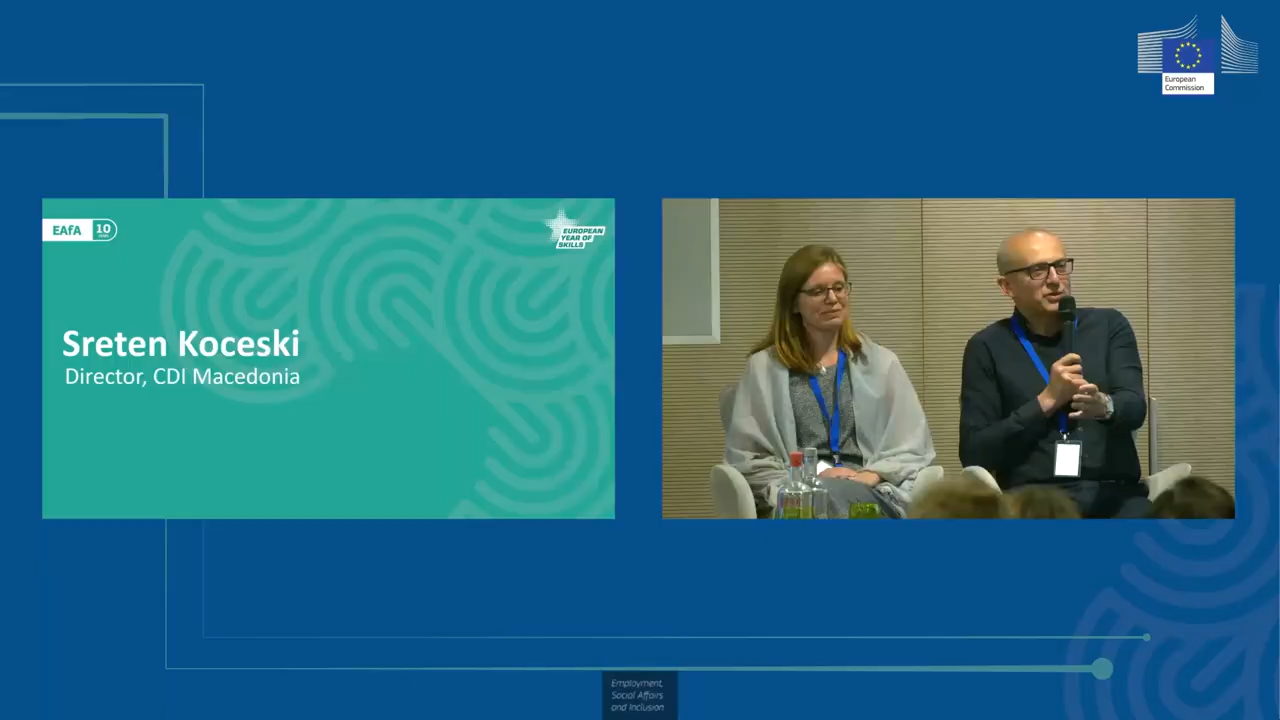 European
Commission
EAfA
10
EUROPEAN
YEAR OF
SKILLS
Sreten Koceski
Director, CDI Macedonia
Employment,
Social Affairs
and Inclusion